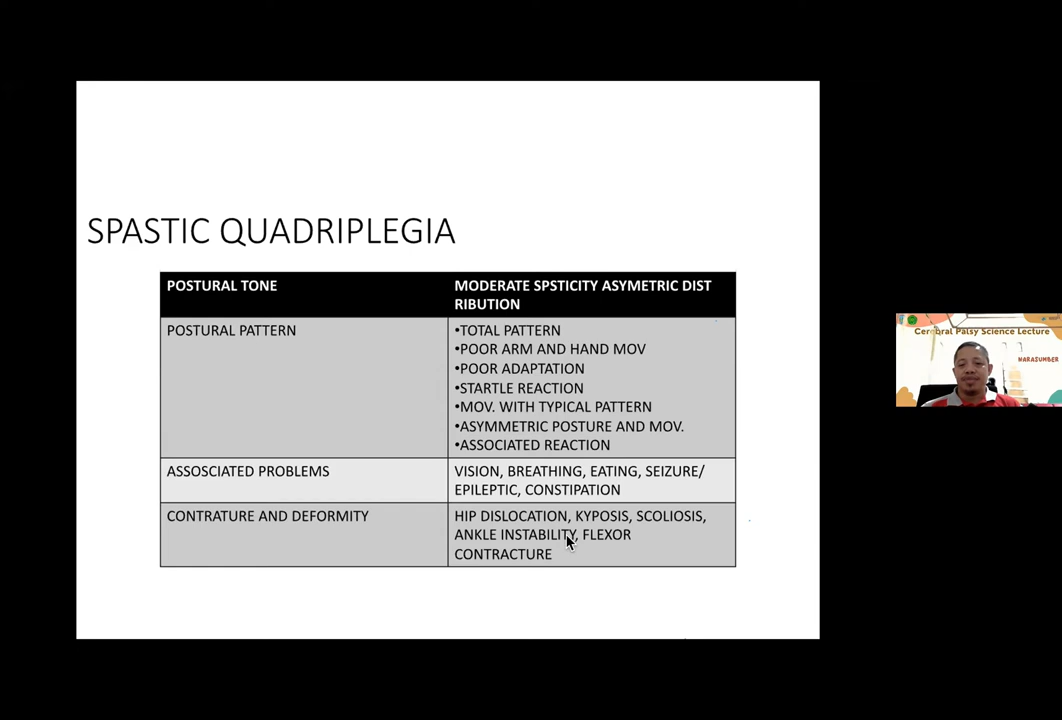 SPASTIC QUADRIPLEGIA
POSTURAL TONE
MODERATE SPSTICITY ASYMETRIC DIST
RIBUTION
POSTURAL PATTERN
•TOTAL PATTERN
•POOR ARM AND HAND MOV
•POOR ADAPTATION
•STARTLE REACTION
•MOV. WITH TYPICAL PATTERN
•ASYMMETRIC POSTURE AND MOV.
•ASSOCIATED REACTION
ASSOSCIATED PROBLEMS
VISION, BREATHING, EATING, SEIZURE/
EPILEPTIC, CONSTIPATION
CONTRATURE AND DEFORMITY
HIP DISLOCATION, KYPOSIS, SCOLIOSIS,
ANKLE INSTABILITY, FLEXOR
CONTRACTURE
Cerebral Palsy Science Lecture
NARASUMBER